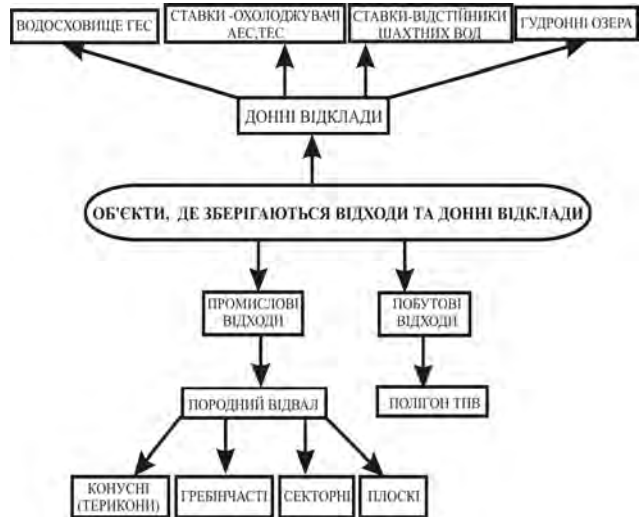 ВОДОСХОВИЩЕ ГЕС
СТАВКИ -ОХОЛОДЖУВАЧІ
АЕС,ТЕС
СТАВКИ-ВІДСТІЙНИКИ
ШАХТНИХ ВОД
ГУДРОННІ ОЗЕРА
ДОННІ ВІДКЛАДИ
ОБ'ЄКТИ, ДЕ ЗБЕРІГАЮТЬСЯ ВІДХОДИ ТА ДОННІ ВІДКЛАДИ
ПРОМИСЛОВІ
ВІДХОДИ
ПОБУТОВІ
ВІДХОДИ
ПОРОДНИЙ ВІДВАЛ
ПОЛІГОН ТПВ
КОНУСНІ
(ТЕРИКОНИ)
ГРЕБІНЧАСТІ
СЕКТОРНІ
ПЛОСКІ